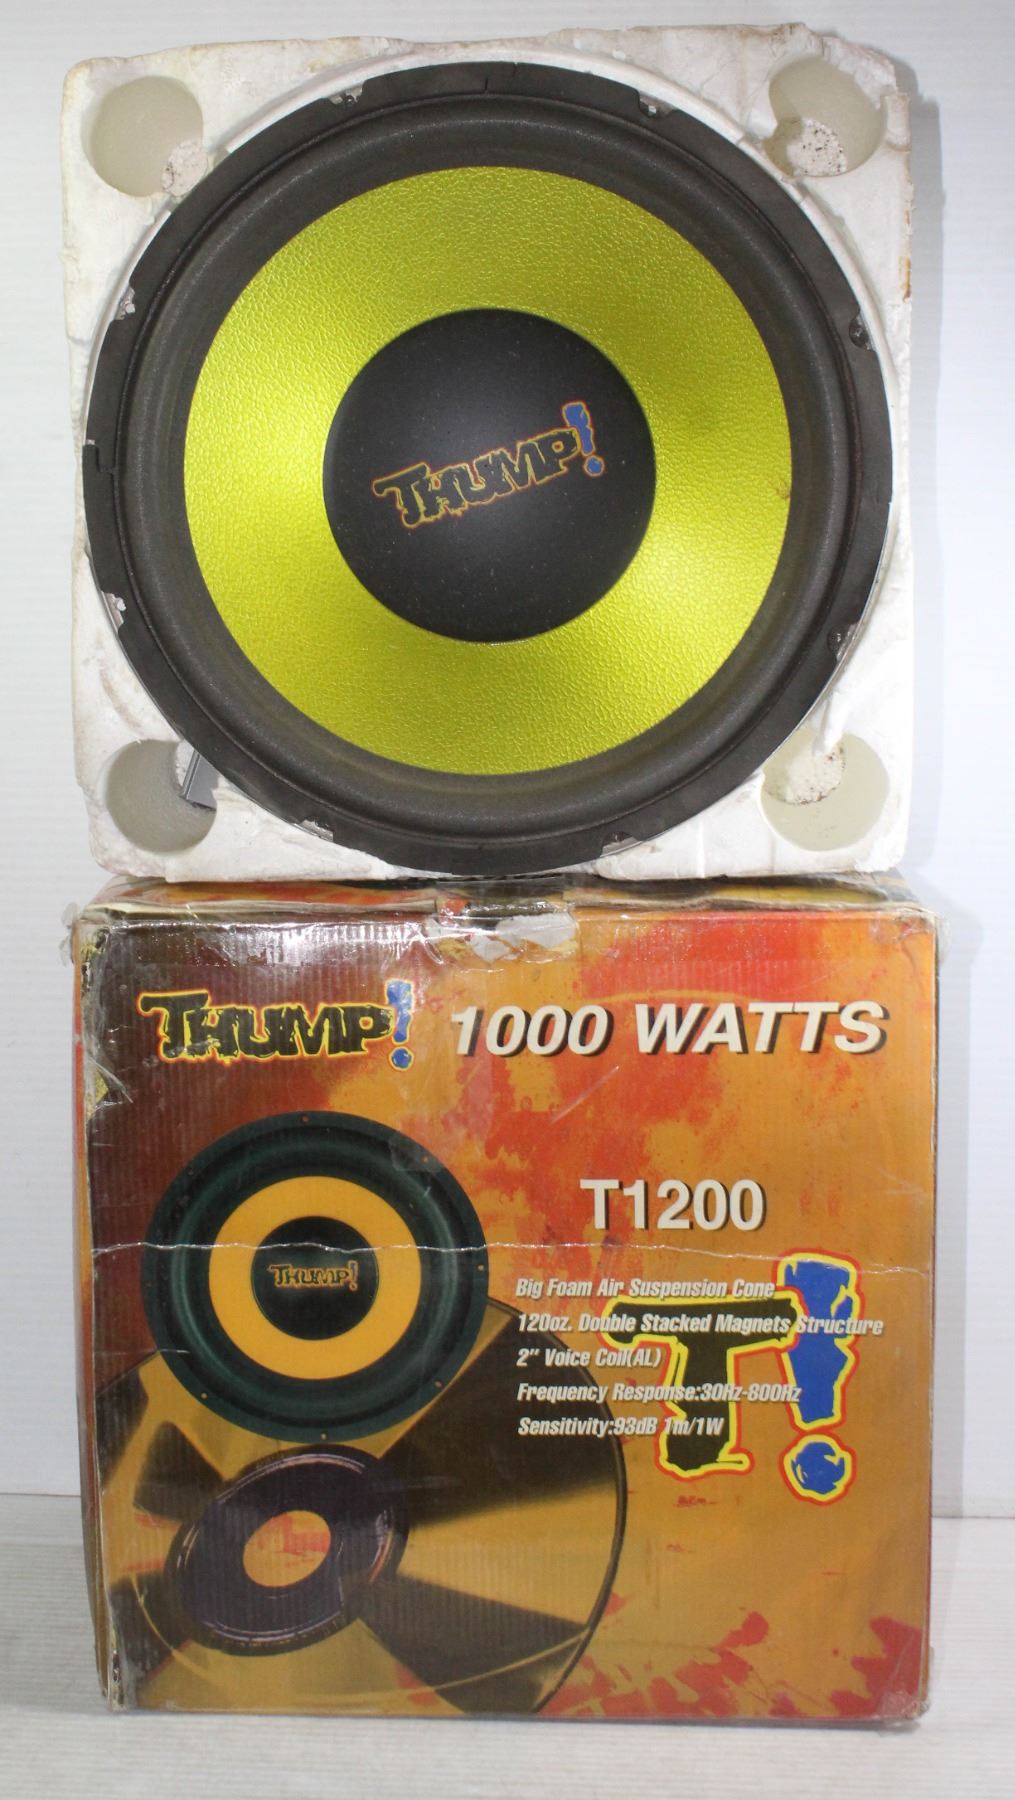 THUMP!
THUMP! 1000 WATTS
T1200
THUMP!
Big Foam Air Suspension Cone
120oz. Double Stacked Magnets Structure
2" Voice Coil(AL)
Frequency Response:30Hz-800Hz
Sensitivity:93dB 1m/1W
T!